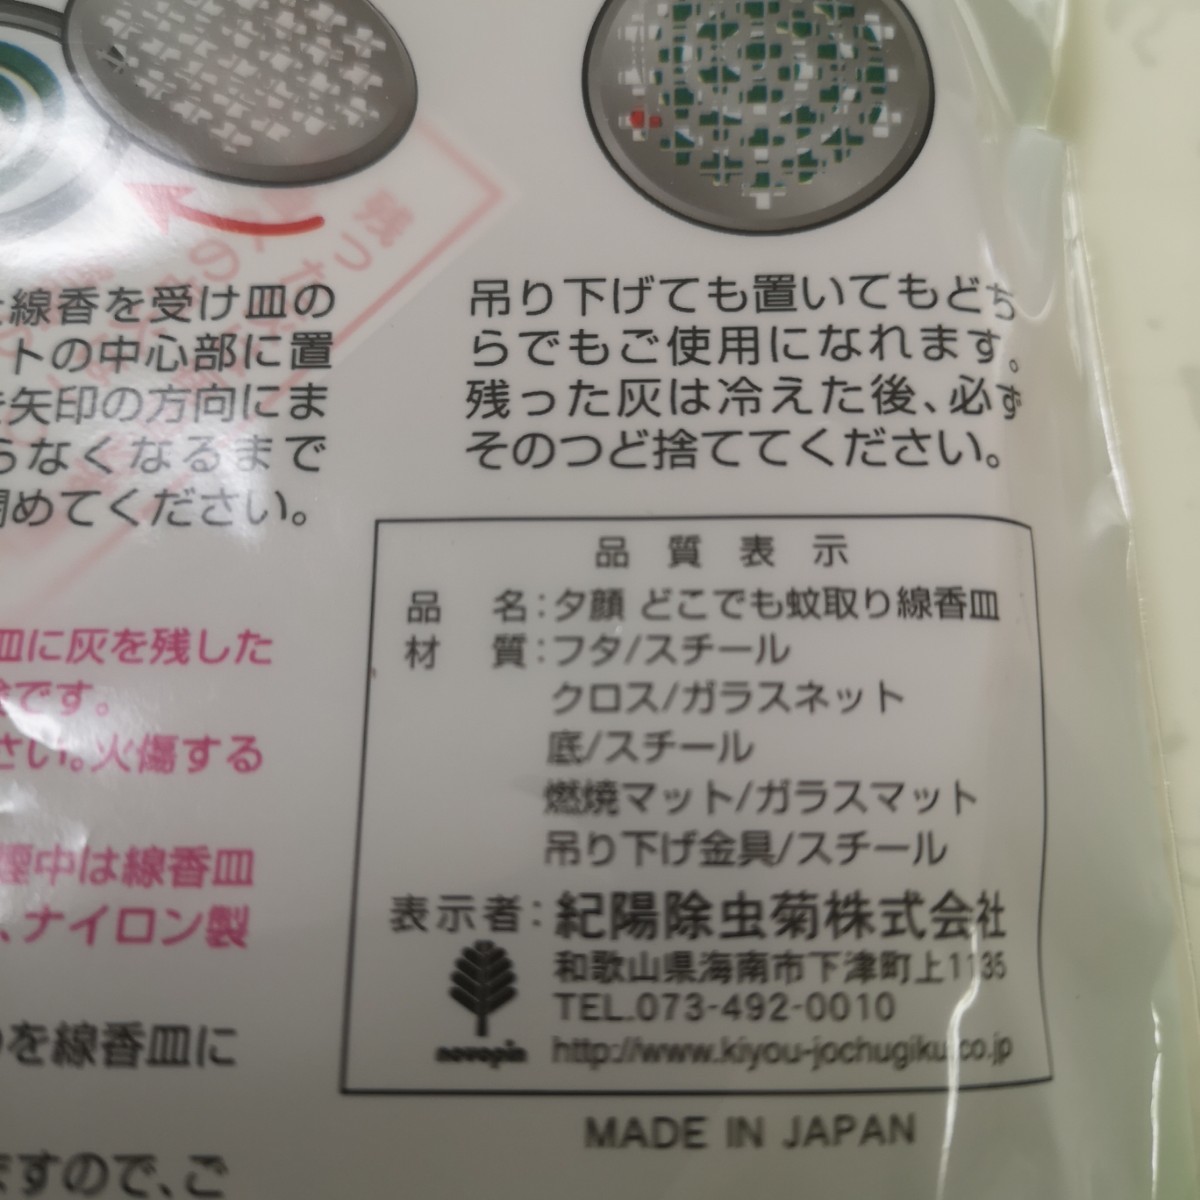 線香を受け皿の
トの中心部に置
矢印の方向にま
らなくなるまで
閉めてください。
吊り下げても置いてもどち
らでもご使用になれます。
残った灰は冷えた後、必ず
そのつど捨ててください。
皿に灰を残した
です。
さい。火傷する
中は線香皿
、ナイロン製
を線香皿に
ますので、ご
品質表示
品名:夕顔 どこでも蚊取り線香皿
材質:フタ/スチール
クロス/ガラスネット
底/スチール
燃焼マット/ガラスマット
吊り下げ金具/スチール
表示者:紀陽除虫菊株式会社
和歌山県海南市下津町上1135
TEL.073-492-0010
novopin
http://www.kiyou-jochugiku.co.jp
MADE IN JAPAN